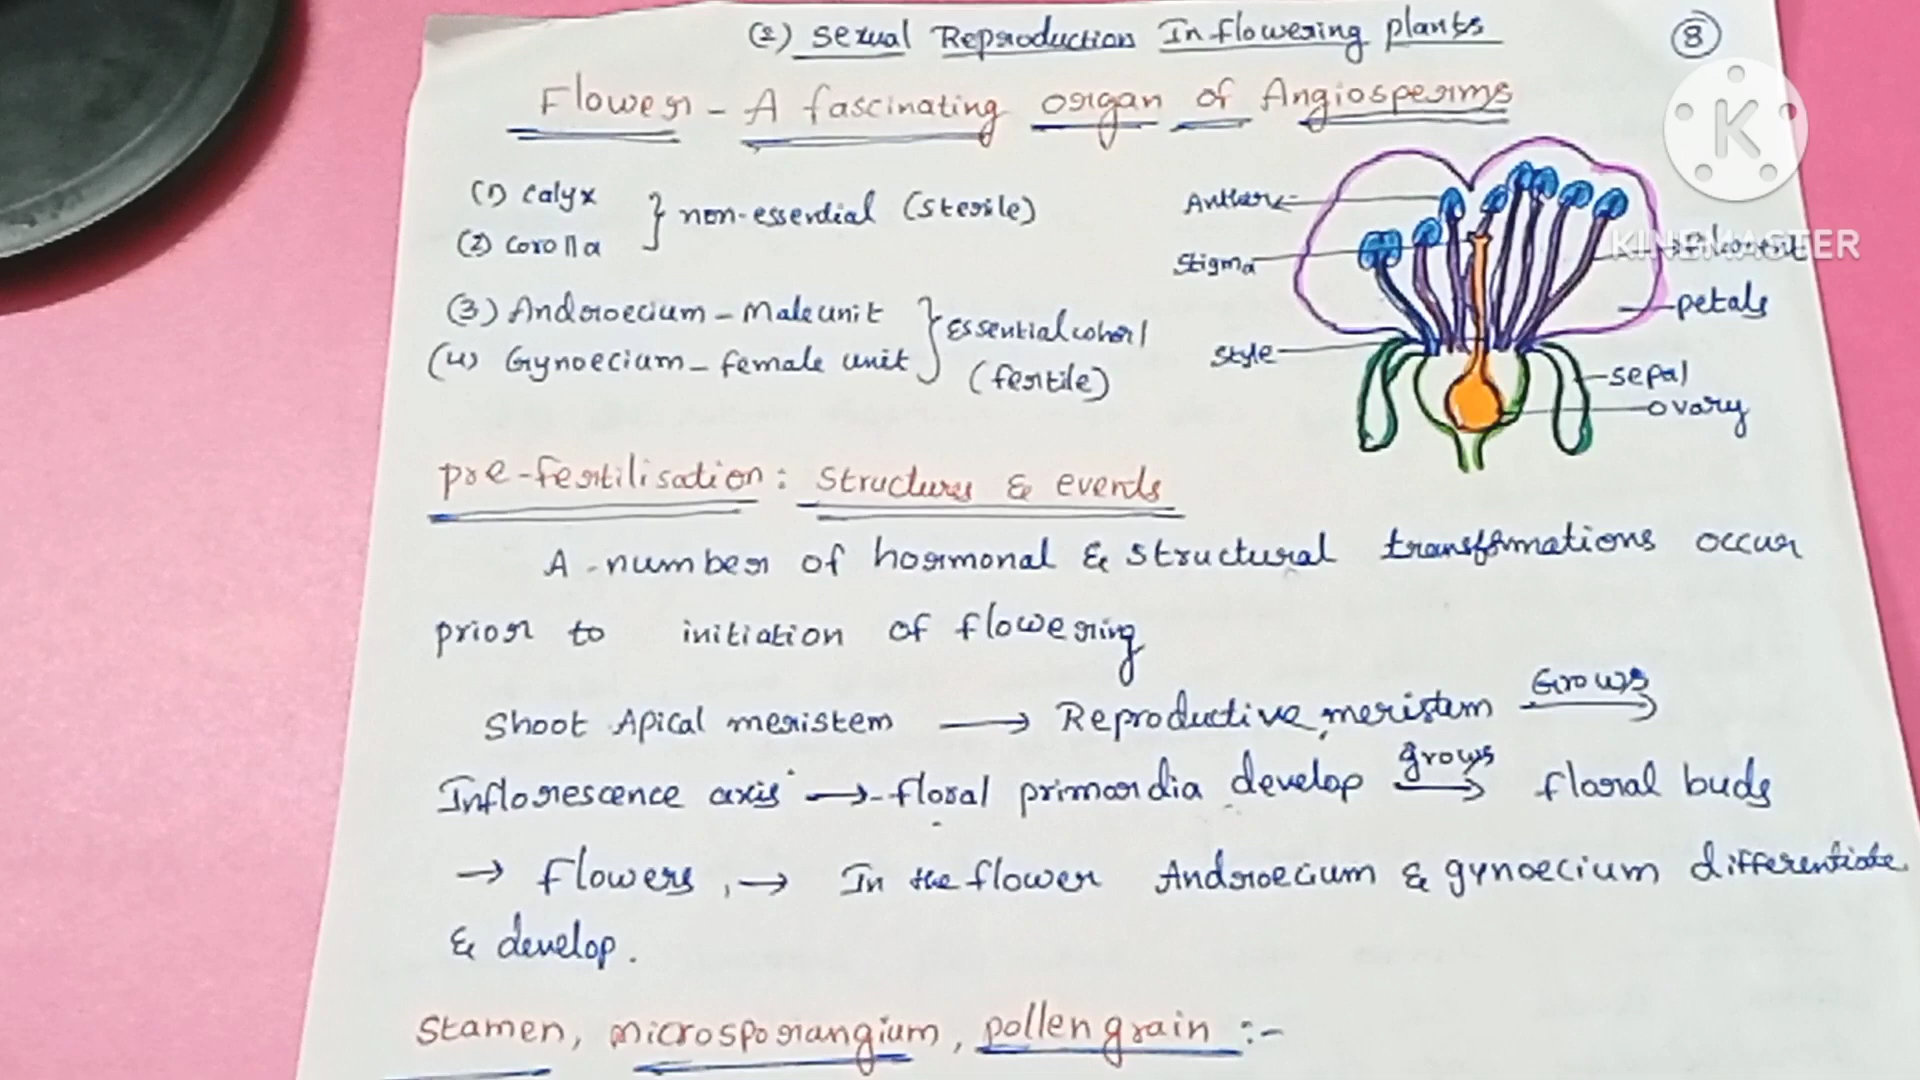 (2) Sexual Reproduction In flowering plants
8
Flower - A fascinating organ of Angiosperms
K
(1) Calyx
(2) Corolla
} non-essential (sterile)
(3) Androecium - Male unit
(4) Gynoecium - female unit
} Essential cohorl
(fertile)
Anther
Stigma
Style
KINEMASTER
petals
sepal
ovary
Pre-fertilisation : Structures & events
A number of hormonal & structural transformations occur
prior to initiation of flowering
Shoot Apical meristem → Reproductive meristem Grows →
Inflorescence axis → floral primordia develop grows → floral buds
→ Flowers, → In the flower Androecium & gynoecium differentiate
& develop.
Stamen, microsporangium, pollen grain :-